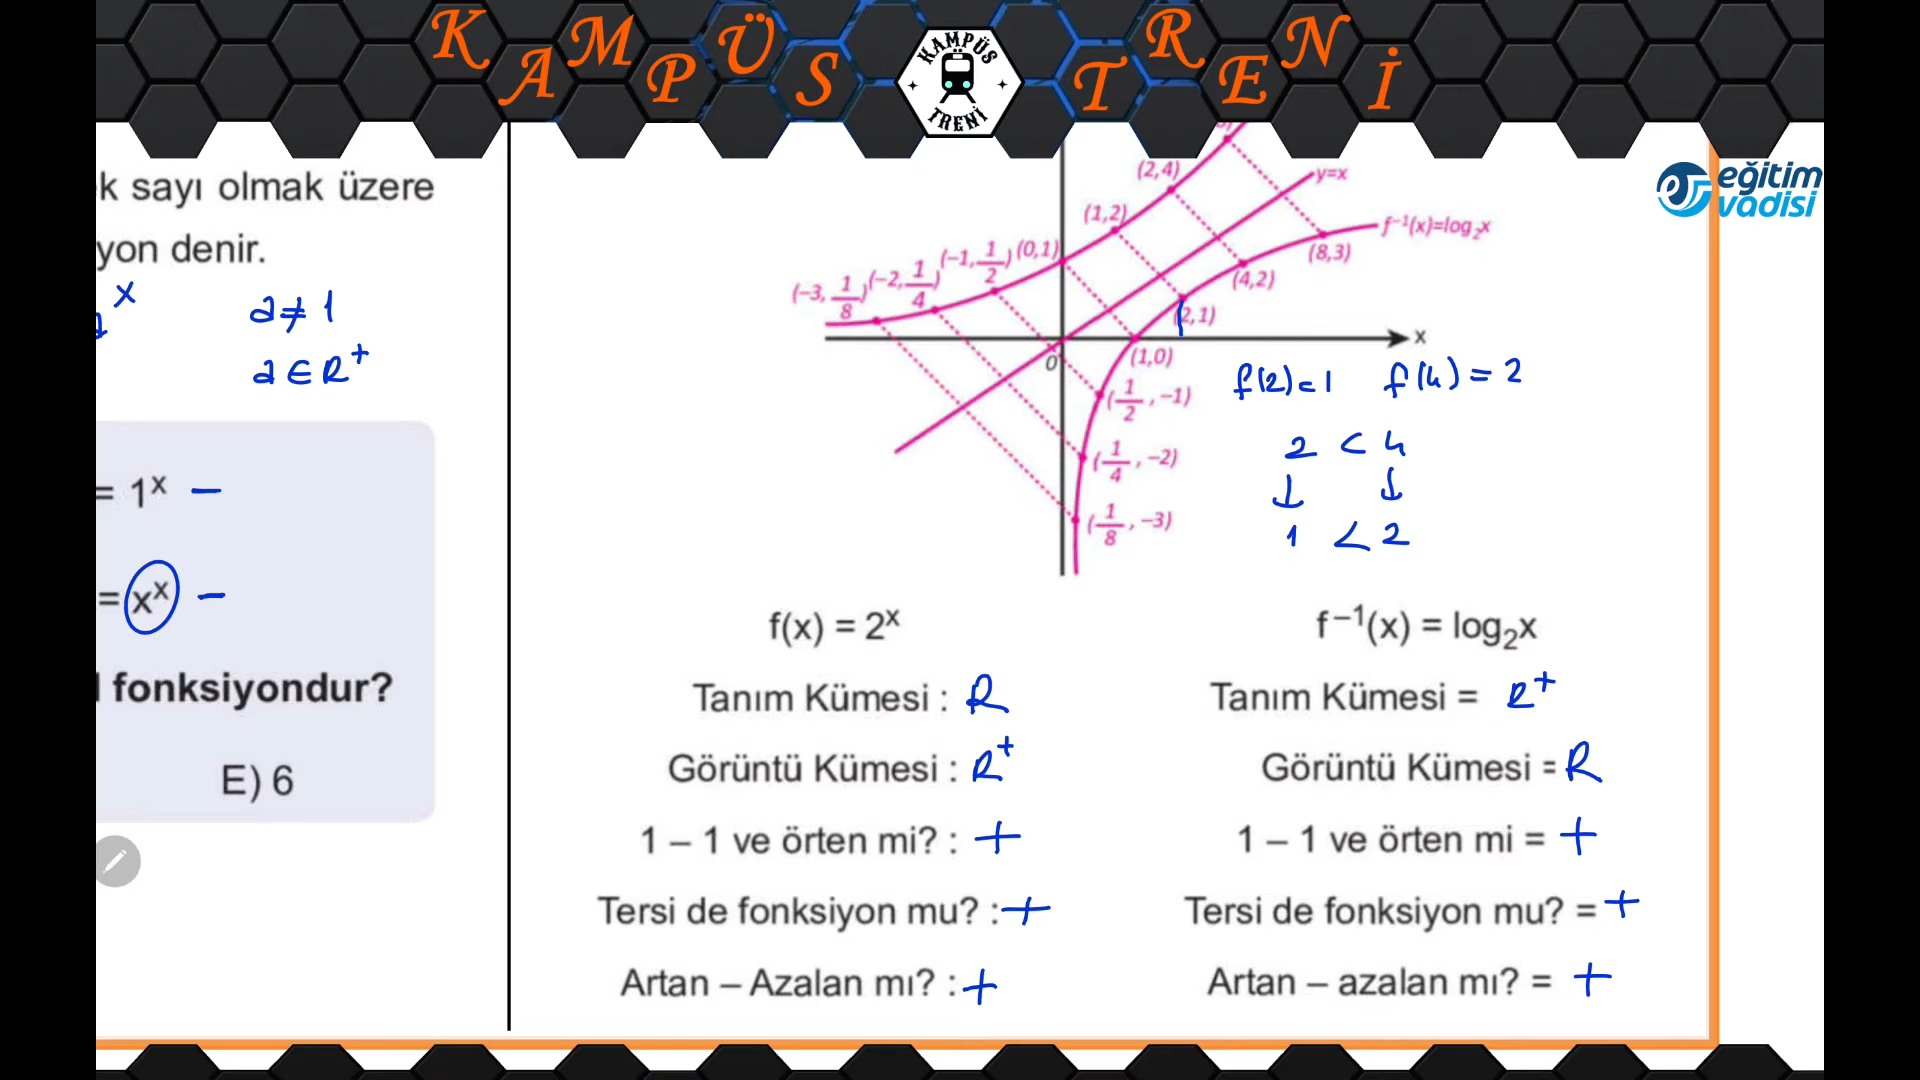 KAMPÜS TRENİ
KAMPÜS
TRENİ
eğitim
vadisi
k sayı olmak üzere
yon denir.
x
a ≠ 1
a ∈ R⁺
= 1ˣ –
= xˣ –
fonksiyondur?
E) 6
(2,4)
y=x
(1,2)
f⁻¹(x)=log₂x
(0,1)
(–1, 1/2)
(–2, 1/4)
(–3, 1/8)
(8,3)
(4,2)
(2,1)
x
0
(1,0)
(1/2, –1)
(1/4, –2)
(1/8, –3)
f(2)=1 f(4)=2
2 < 4
↓ ↓
1 < 2
f(x) = 2ˣ
Tanım Kümesi : R
Görüntü Kümesi : R⁺
1 – 1 ve örten mi? : +
Tersi de fonksiyon mu? : +
Artan – Azalan mı? : +
f⁻¹(x) = log₂x
Tanım Kümesi = R⁺
Görüntü Kümesi = R
1 – 1 ve örten mi = +
Tersi de fonksiyon mu? = +
Artan – azalan mı? = +